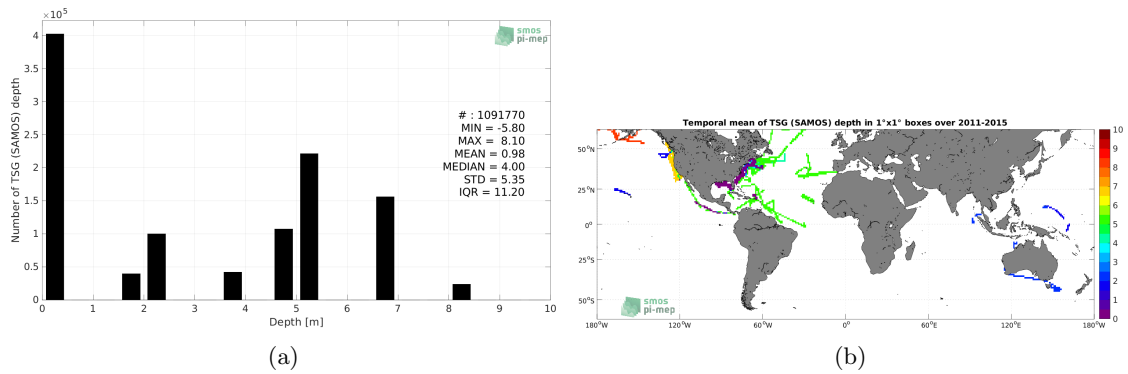 ×10⁵
4
3.5
3
2.5
2
1.5
1
0.5
0
0 1 2 3 4 5 6 7 8 9 10
Number of TSG (SAMOS) depth
Depth [m]
smos
pi-mep
# : 1091770
MIN = -5.80
MAX = 8.10
MEAN = 0.98
MEDIAN = 4.00
STD = 5.35
IQR = 11.20
(a)
Temporal mean of TSG (SAMOS) depth in 1°x1° boxes over 2011-2015
50°N
25°N
0°
25°S
50°S
180°W 120°W 60°W 0° 60°E 120°E 180°W
smos
pi-mep
10
9
8
7
6
5
4
3
2
1
0
(b)